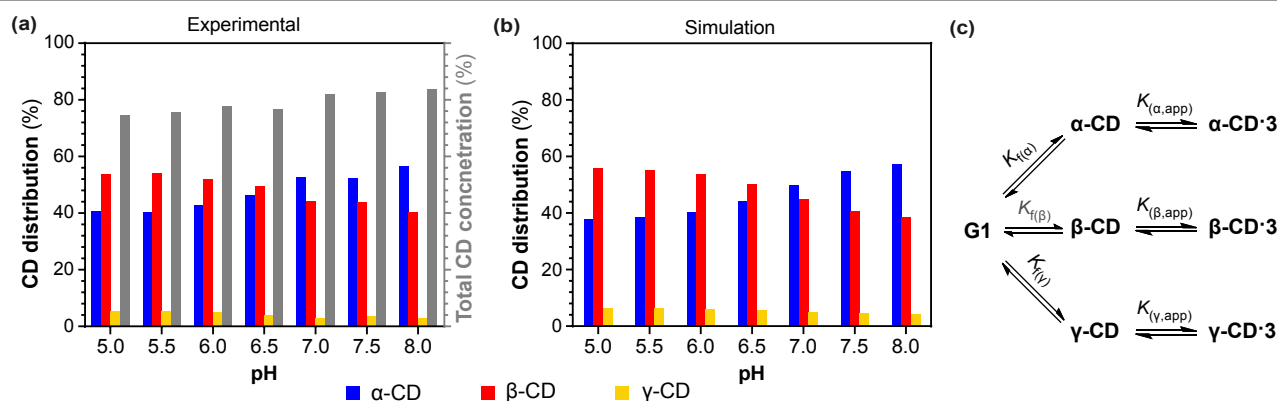 (a)
Experimental
CD distribution (%)
100
80
60
40
20
0
Total CD concnetration (%)
5.0 5.5 6.0 6.5 7.0 7.5 8.0
pH
(b)
Simulation
CD distribution (%)
100
80
60
40
20
0
5.0 5.5 6.0 6.5 7.0 7.5 8.0
pH
α-CD β-CD γ-CD
(c)
α-CD K(α,app) α-CD·3
Kf(α)
G1 Kf(β) β-CD K(β,app) β-CD·3
Kf(γ)
γ-CD K(γ,app) γ-CD·3